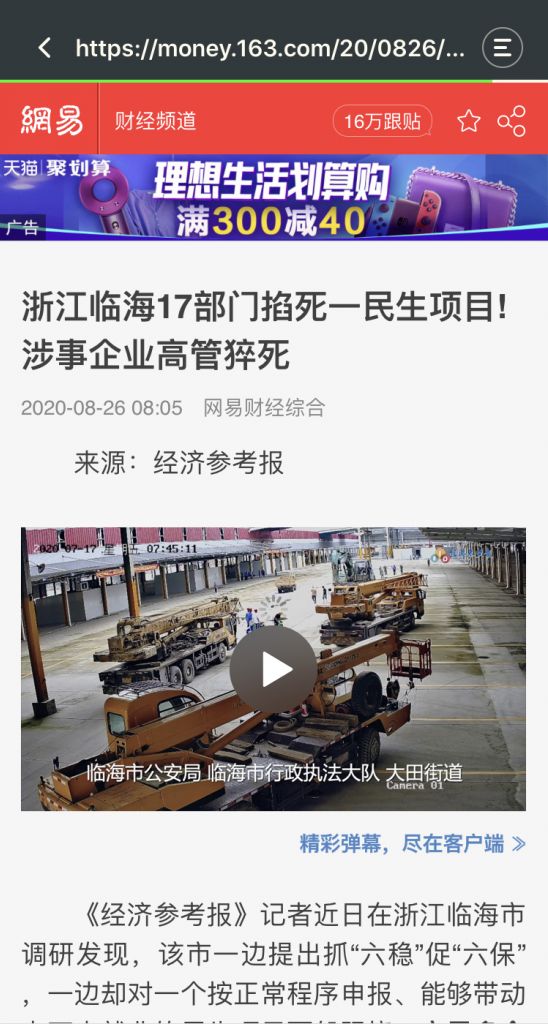 https://money.163.com/20/0826/...
網易
财经频道
16万跟贴
天猫 聚划算
理想生活划算购
满300减40
广告
浙江临海17部门掐死一民生项目!
涉事企业高管猝死
2020-08-26 08:05 网易财经综合
来源：经济参考报
2020-07-17 星期五 07:45:11
临海市公安局 临海市行政执法大队 大田街道
Camera 01
精彩弹幕，尽在客户端
《经济参考报》记者近日在浙江临海市
调研发现，该市一边提出抓“六稳”促“六保”
，一边却对一个按正常程序申报、能够带动